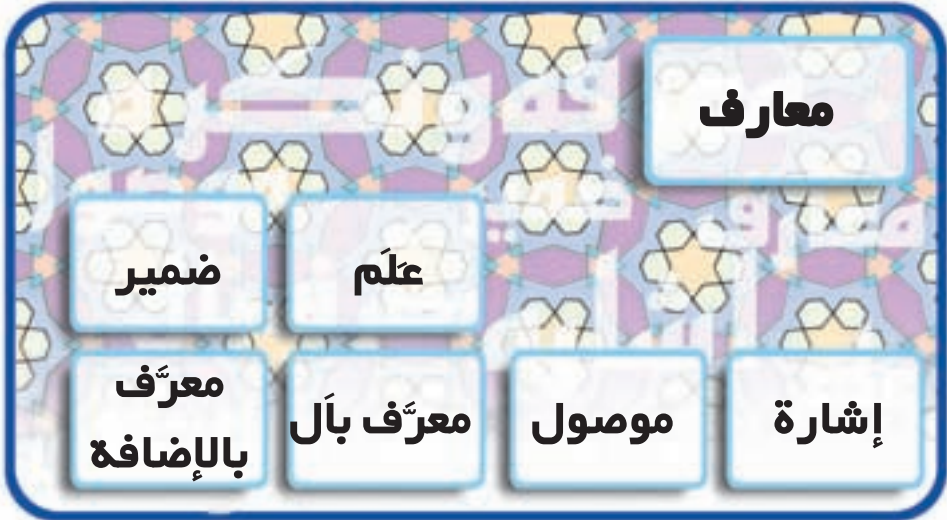 معارف
عَلَم
ضمير
إشارة
موصول
معرَّف بأَل
معرَّف
بالإضافة